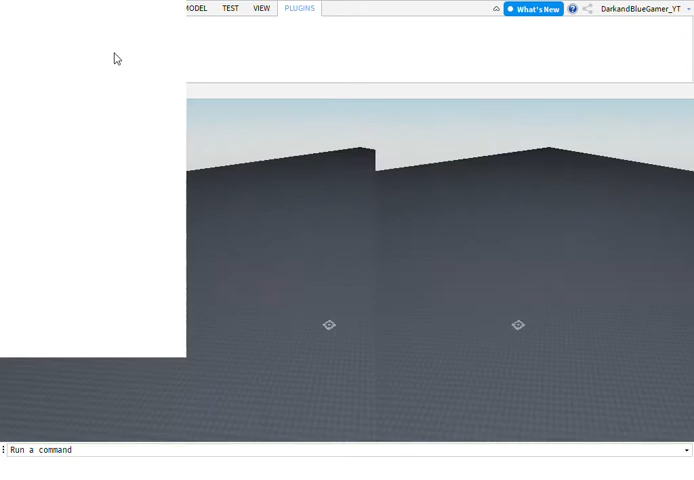 MODEL TEST VIEW PLUGINS What's New ? DarkandBlueGamer_YT
Run a command